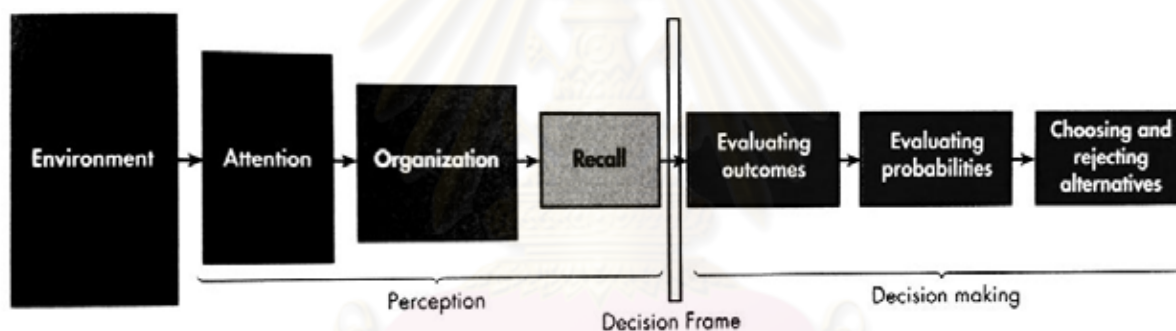 Environment
Attention
Organization
Recall
Evaluating
outcomes
Evaluating
probabilities
Choosing and
rejecting
alternatives
Perception
Decision Frame
Decision making